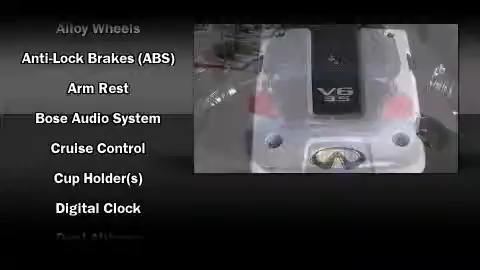 Alloy Wheels
Anti-Lock Brakes (ABS)
Arm Rest
Bose Audio System
Cruise Control
Cup Holder(s)
Digital Clock
V6
3.5